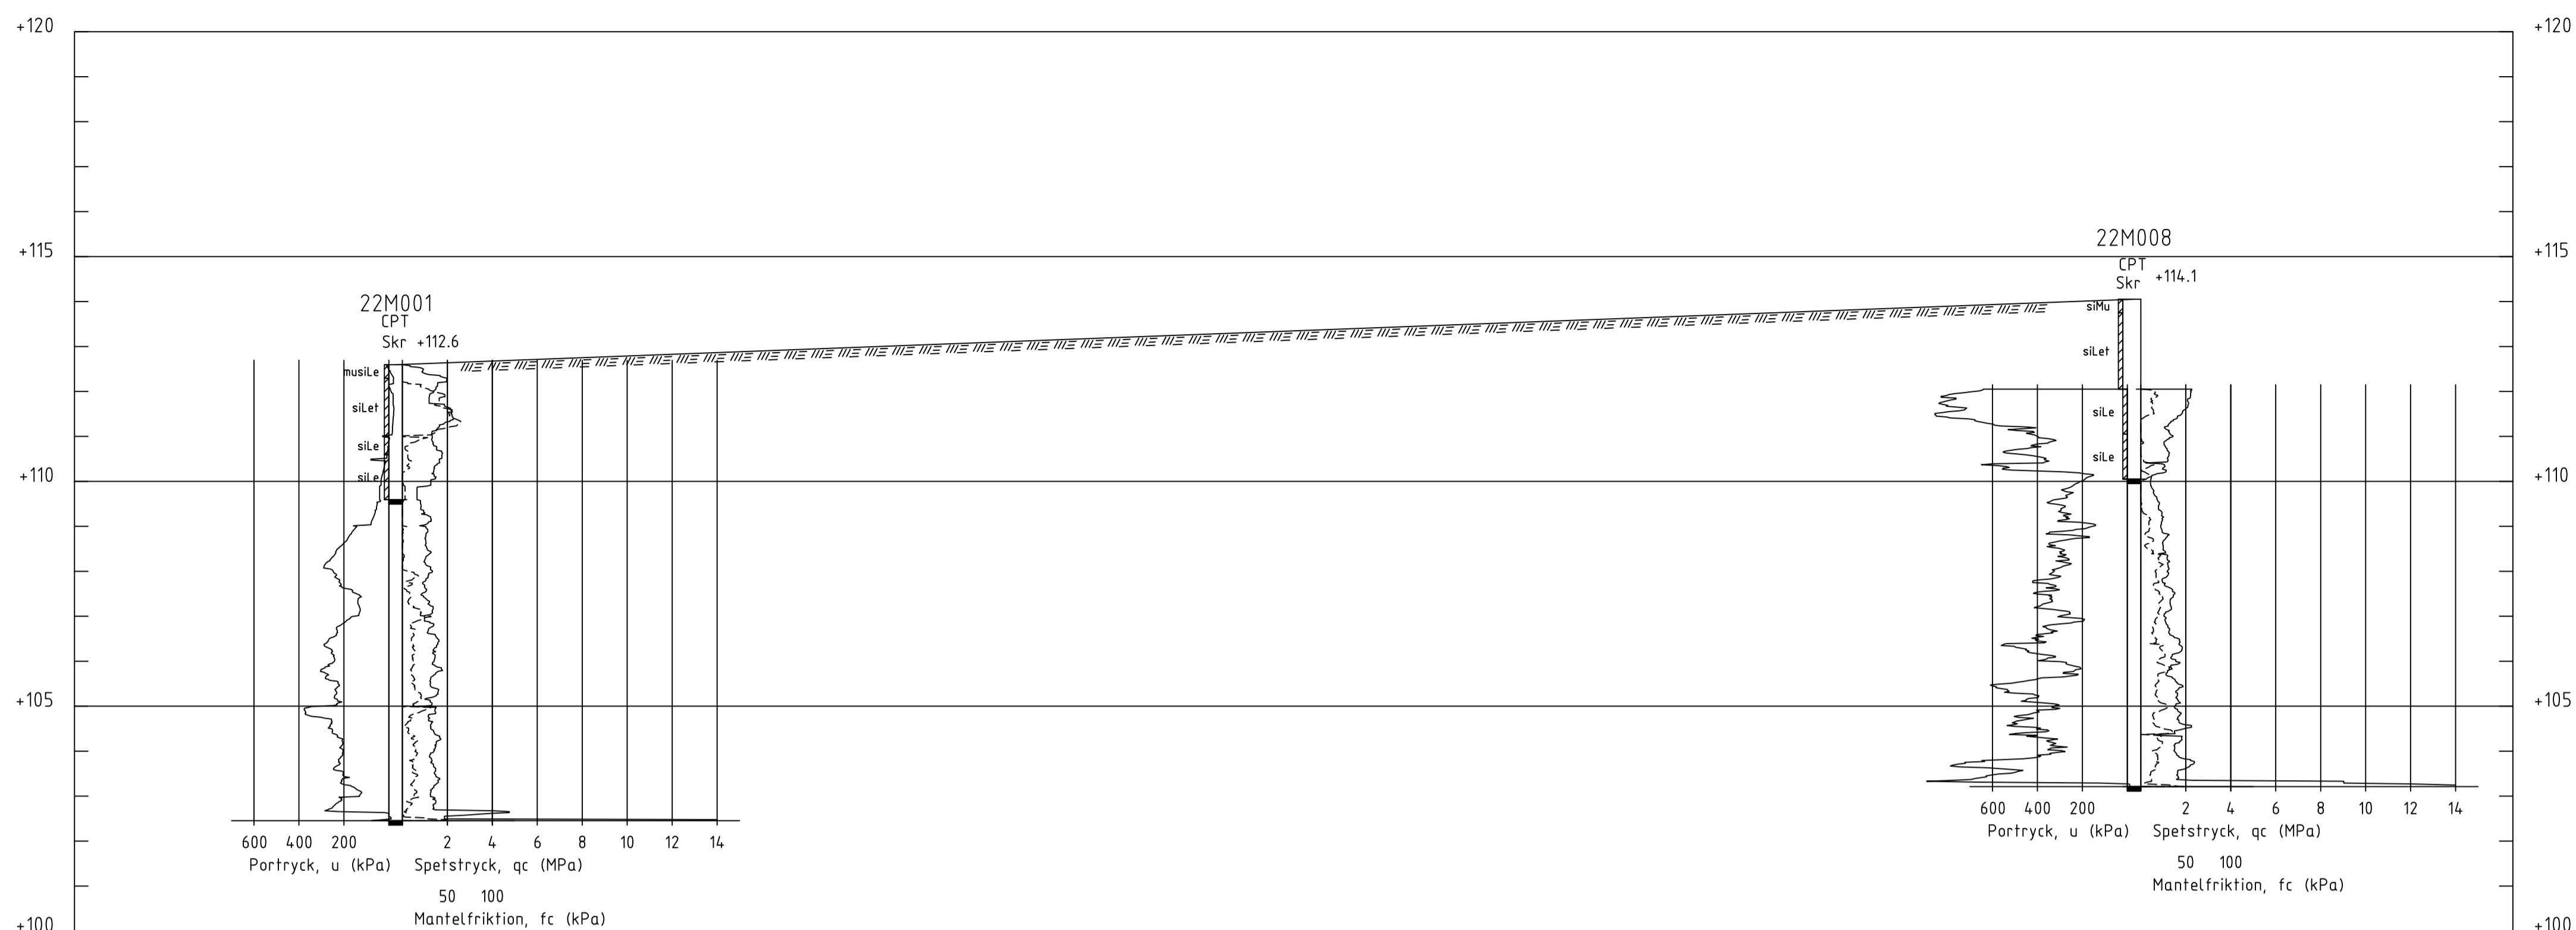 +120 +120
+115 +115
22M008
CPT
Skr +114.1
22M001
CPT
Skr +112.6
siMu
siLet
musiLe
siLet
siLe
siLe
siLe
siLe
+110 +110
+105 +105
600 400 200 2 4 6 8 10 12 14
Portryck, u (kPa) Spetstryck, qc (MPa)
50 100
Mantelfriktion, fc (kPa)
600 400 200 2 4 6 8 10 12 14
Portryck, u (kPa) Spetstryck, qc (MPa)
50 100
Mantelfriktion, fc (kPa)
+100 +100